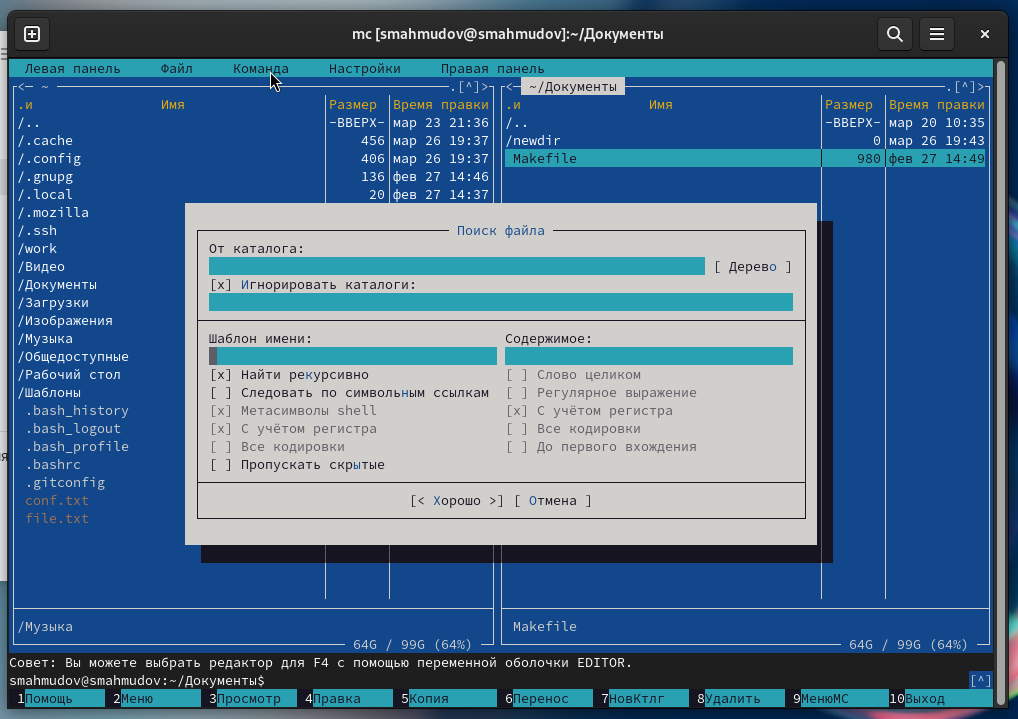 mc [smahmudov@smahmudov]:~/Документы
Левая панель Файл Команда Настройки Правая панель
<─ ~ .[^]> <─ ~/Документы .[^]>
.и Имя Размер Время правки .и Имя Размер Время правки
/.. -ВВЕРХ- мар 23 21:36 /.. -ВВЕРХ- мар 20 10:35
/.cache 456 мар 26 19:37 /newdir 0 мар 26 19:43
/.config 406 мар 26 19:37 Makefile 980 фев 27 14:49
/.gnupg 136 фев 27 14:46
/.local 20 фев 27 14:37
/.mozilla
/.ssh
/work
/Видео
/Документы
/Загрузки
/Изображения
/Музыка
/Общедоступные
/Рабочий стол
/Шаблоны
.bash_history
.bash_logout
.bash_profile
.bashrc
.gitconfig
conf.txt
file.txt
Поиск файла
От каталога:
[ Дерево ]
[x] Игнорировать каталоги:
Шаблон имени: Содержимое:
[x] Найти рекурсивно [ ] Слово целиком
[ ] Следовать по символьным ссылкам [ ] Регулярное выражение
[x] Метасимволы shell [x] С учётом регистра
[x] С учётом регистра [ ] Все кодировки
[ ] Все кодировки [ ] До первого вхождения
[ ] Пропускать скрытые
[< Хорошо >] [ Отмена ]
/Музыка Makefile
64G / 99G (64%) 64G / 99G (64%)
Совет: Вы можете выбрать редактор для F4 с помощью переменной оболочки EDITOR.
smahmudov@smahmudov:~/Документы$ [^]
1Помощь 2Меню 3Просмотр 4Правка 5Копия 6Перенос 7НовКтлг 8Удалить 9МенюМС 10Выход